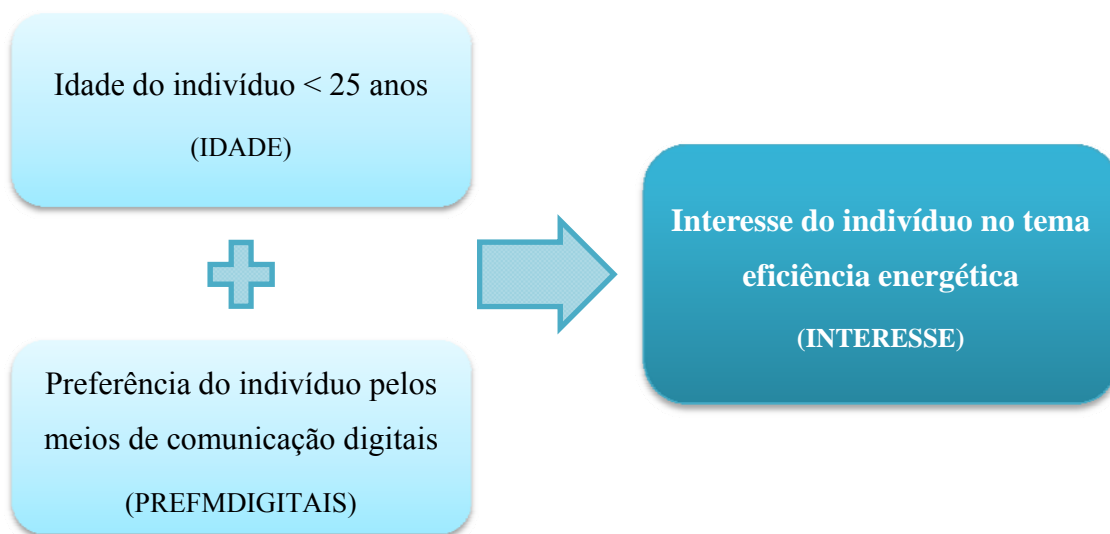 Idade do indivíduo < 25 anos
(IDADE)
Preferência do indivíduo pelos
meios de comunicação digitais
(PREFMDIGITAIS)
Interesse do indivíduo no tema
eficiência energética
(INTERESSE)